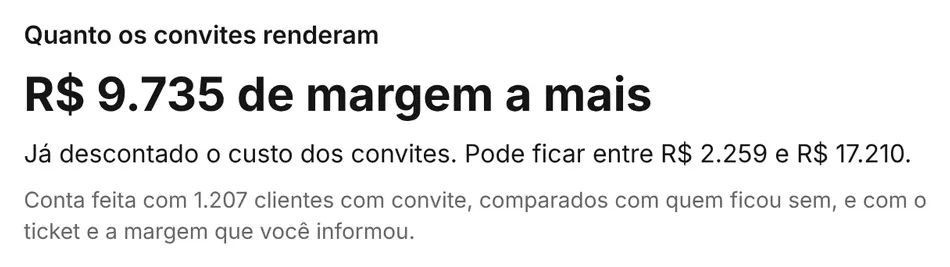 Quanto os convites renderam
R$ 9.735 de margem a mais
Já descontado o custo dos convites. Pode ficar entre R$ 2.259 e R$ 17.210.
Conta feita com 1.207 clientes com convite, comparados com quem ficou sem, e com o
ticket e a margem que você informou.